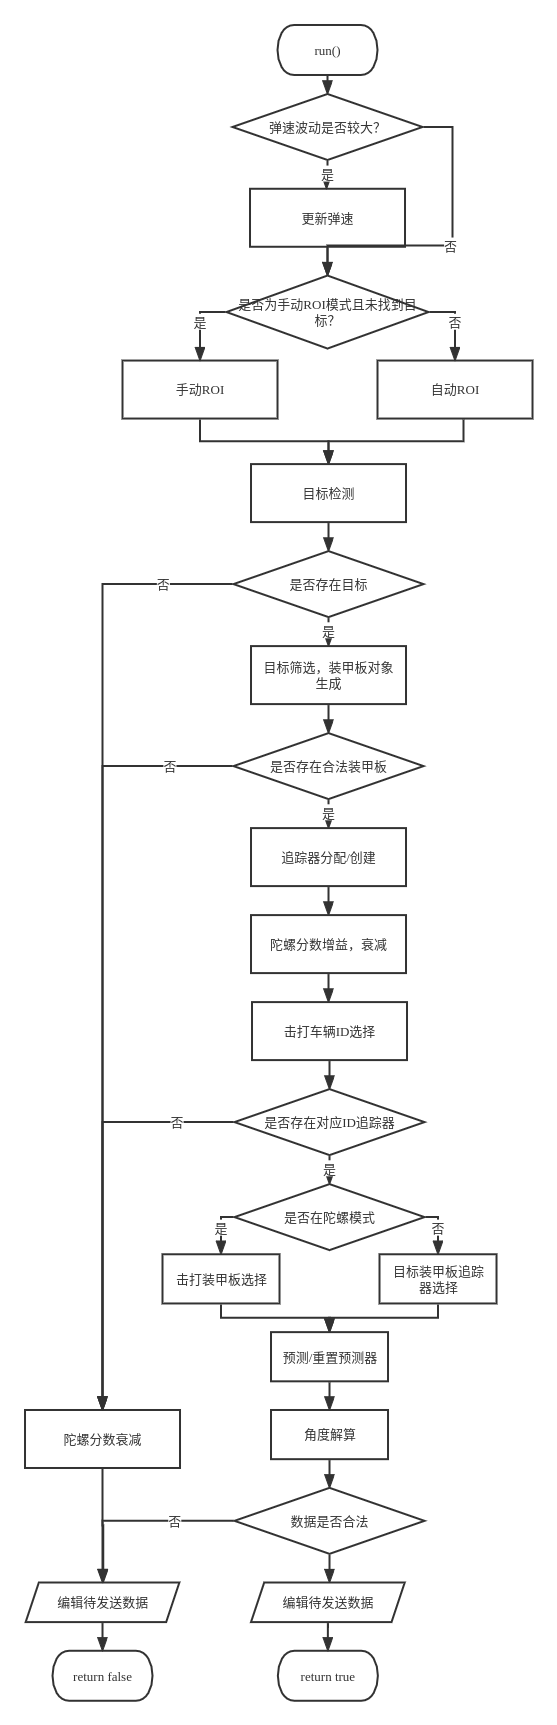 run()
弹速波动是否较大?
是
更新弹速
否
是否为手动ROI模式且未找到目
标?
是
否
手动ROI
自动ROI
目标检测
是否存在目标
否
是
目标筛选，装甲板对象
生成
是否存在合法装甲板
否
是
追踪器分配/创建
陀螺分数增益，衰减
击打车辆ID选择
是否存在对应ID追踪器
否
是
是否在陀螺模式
是
否
击打装甲板选择
目标装甲板追踪
器选择
预测/重置预测器
陀螺分数衰减
角度解算
数据是否合法
否
编辑待发送数据
编辑待发送数据
return false
return true